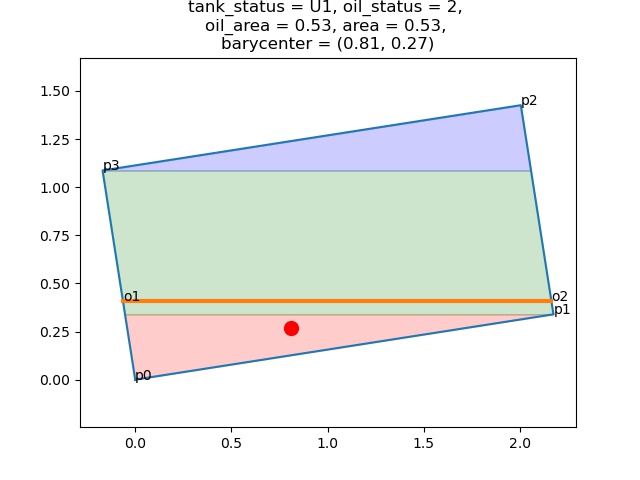 tank_status = U1, oil_status = 2,
oil_area = 0.53, area = 0.53,
barycenter = (0.81, 0.27)
1.50
p2
1.25
p3
1.00
0.75
0.50
o1
o2
p1
0.25
0.00
p0
0.0
0.5
1.0
1.5
2.0